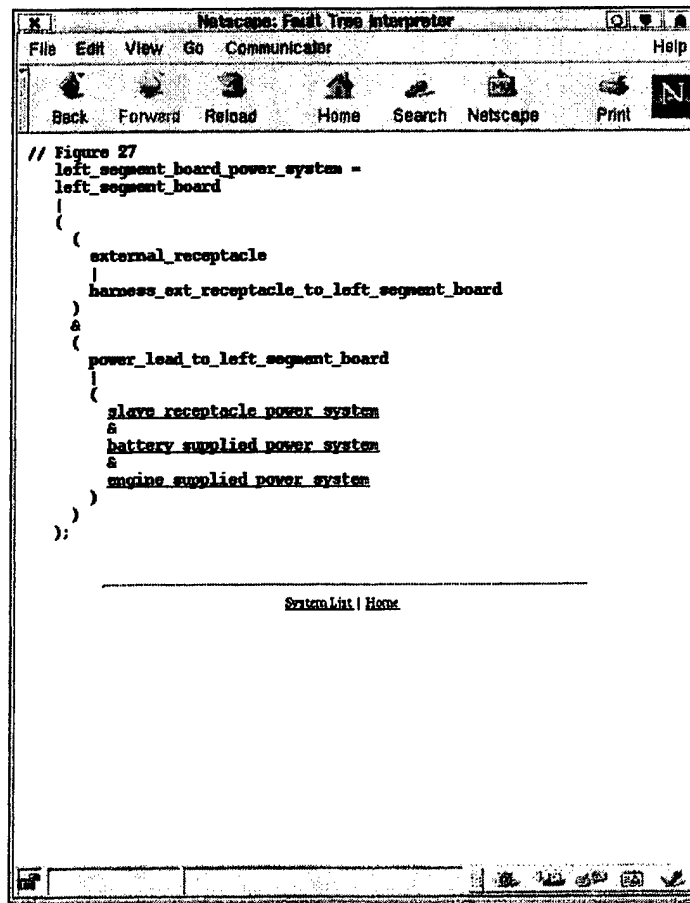 Netscape: Fault Tree Interpreter
File Edit View Go Communicator Help
Back Forward Reload Home Search Netscape Print N
// Figure 27
left_segment_board_power_system =
left_segment_board
|
(
(
external_receptacle
|
harness_ext_receptacle_to_left_segment_board
)
&
(
power_lead_to_left_segment_board
|
(
slave receptacle power system
&
battery supplied power system
&
engine supplied power system
)
)
);
System List | Home